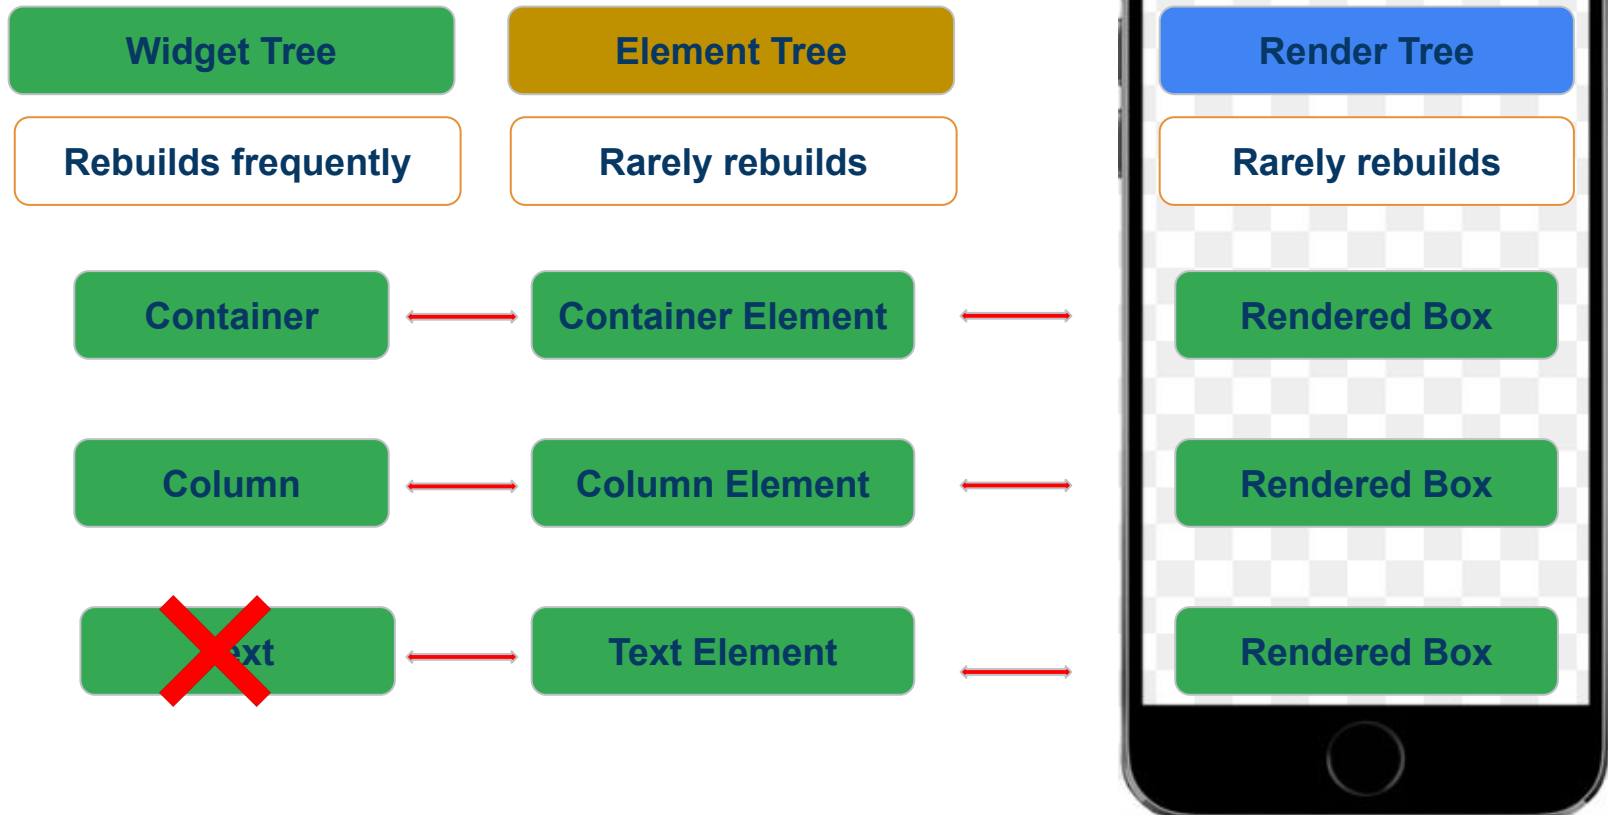 Widget Tree
Element Tree
Render Tree
Rebuilds frequently
Rarely rebuilds
Rarely rebuilds
Container
Container Element
Rendered Box
Column
Column Element
Rendered Box
ext
Text Element
Rendered Box